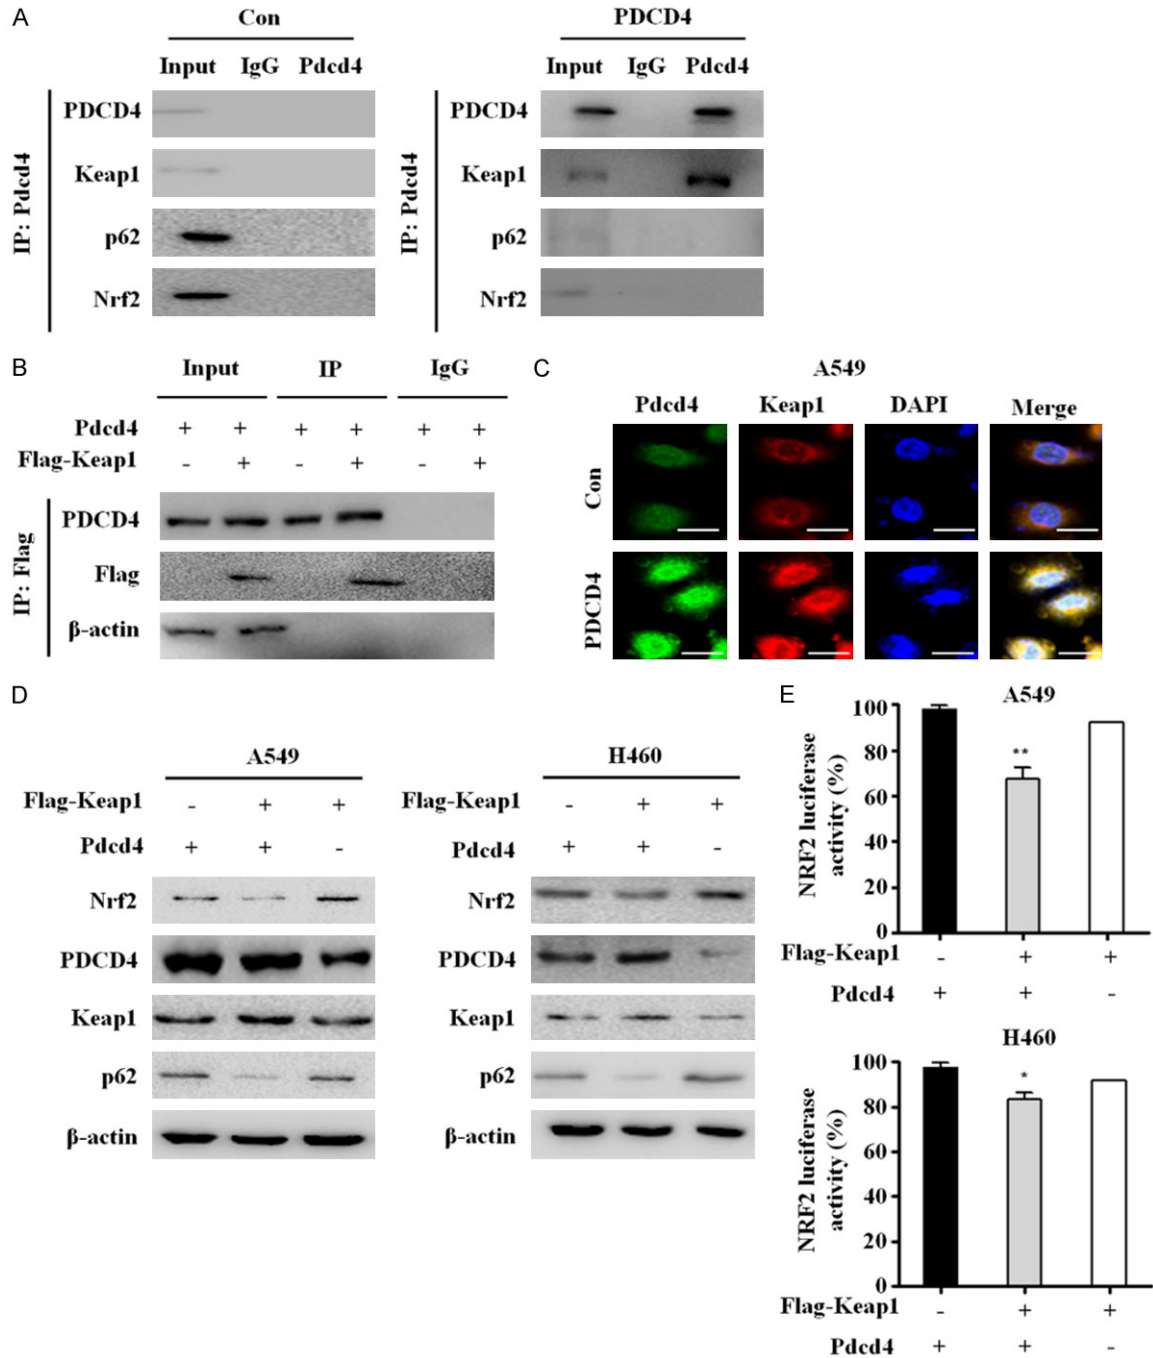 A
Con
Input IgG Pdcd4
IP: Pdcd4
PDCD4
Keap1
p62
Nrf2
PDCD4
Input IgG Pdcd4
IP: Pdcd4
PDCD4
Keap1
p62
Nrf2
B
Input IP IgG
Pdcd4 + + + + + +
Flag-Keap1 - + - + - +
IP: Flag
PDCD4
Flag
β-actin
C
A549
Pdcd4 Keap1 DAPI Merge
Con
PDCD4
D
A549
Flag-Keap1 - + +
Pdcd4 + + -
Nrf2
PDCD4
Keap1
p62
β-actin
H460
Flag-Keap1 - + +
Pdcd4 + + -
Nrf2
PDCD4
Keap1
p62
β-actin
E
A549
NRF2 luciferase
activity (%)
100
80
60
40
20
0
**
Flag-Keap1 - + +
Pdcd4 + + -
H460
NRF2 luciferase
activity (%)
100
80
60
40
20
0
*
Flag-Keap1 - + +
Pdcd4 + + -